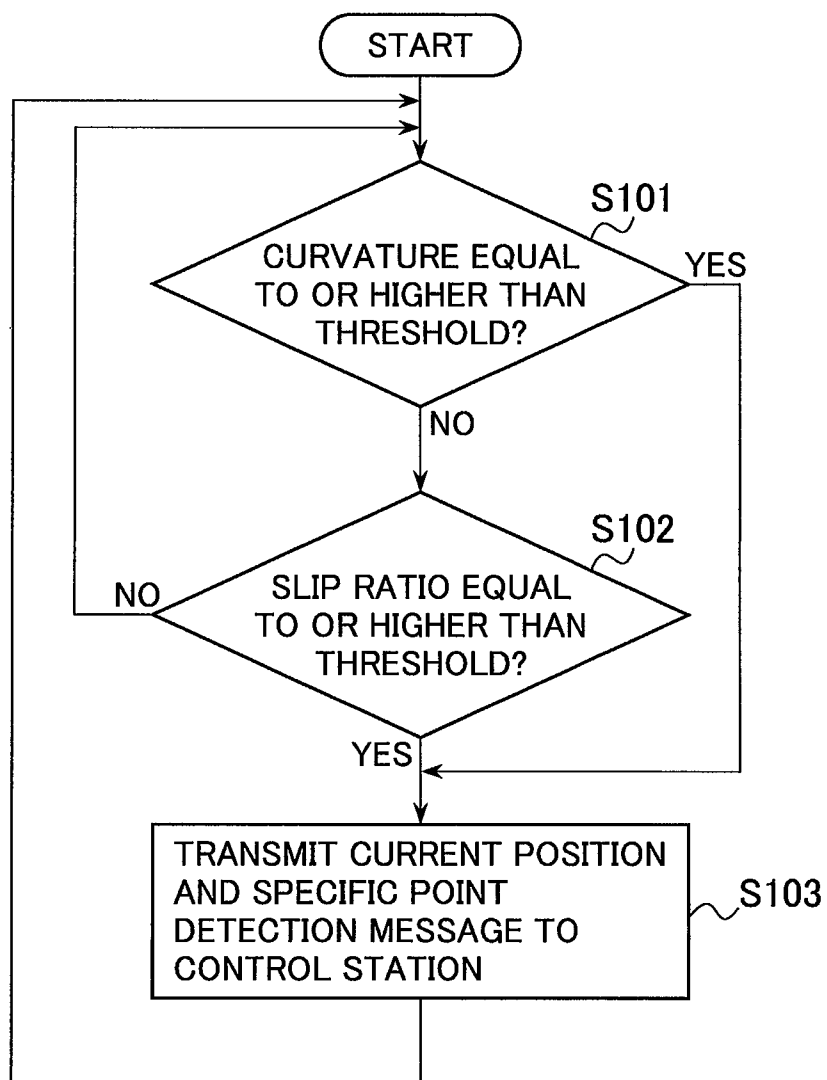 START
S101
CURVATURE EQUAL
TO OR HIGHER THAN
THRESHOLD?
YES
NO
S102
SLIP RATIO EQUAL
TO OR HIGHER THAN
THRESHOLD?
NO
YES
TRANSMIT CURRENT POSITION
AND SPECIFIC POINT
DETECTION MESSAGE TO
CONTROL STATION
S103